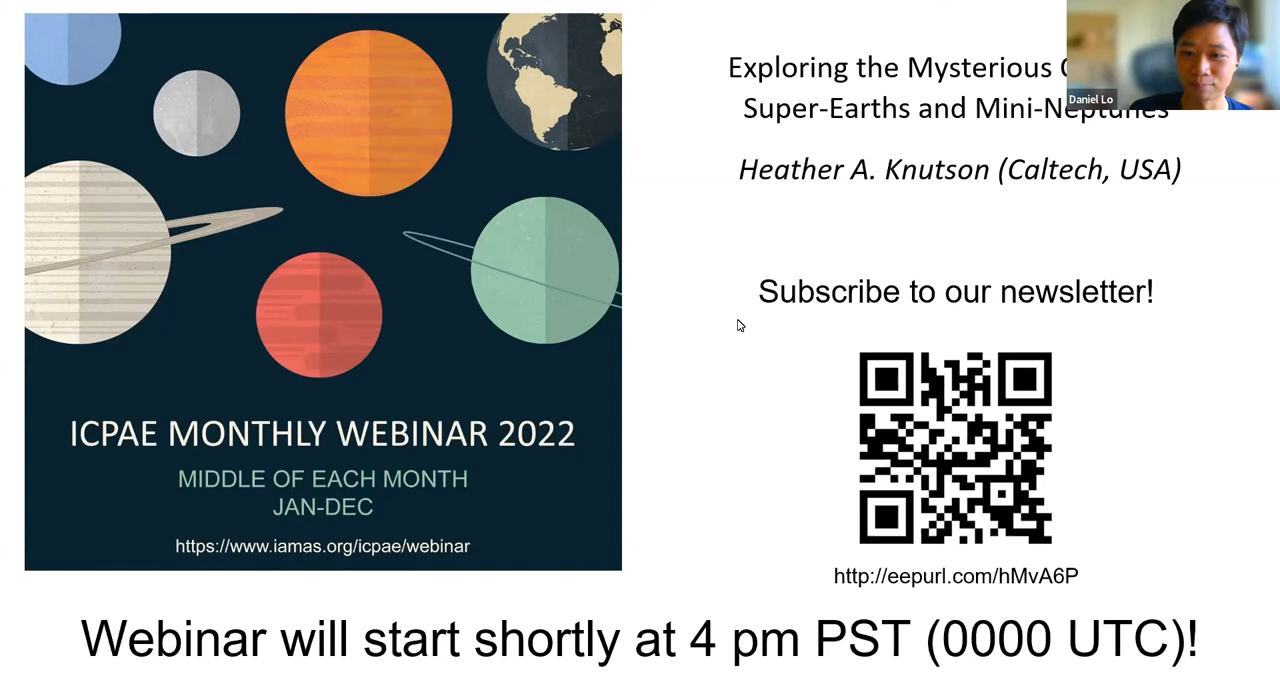 ICPAE MONTHLY WEBINAR 2022
MIDDLE OF EACH MONTH
JAN-DEC
https://www.iamas.org/icpae/webinar
Exploring the Mysterious
Super-Earths and Mini-Neptunes
Heather A. Knutson (Caltech, USA)
Daniel Lo
Subscribe to our newsletter!
http://eepurl.com/hMvA6P
Webinar will start shortly at 4 pm PST (0000 UTC)!